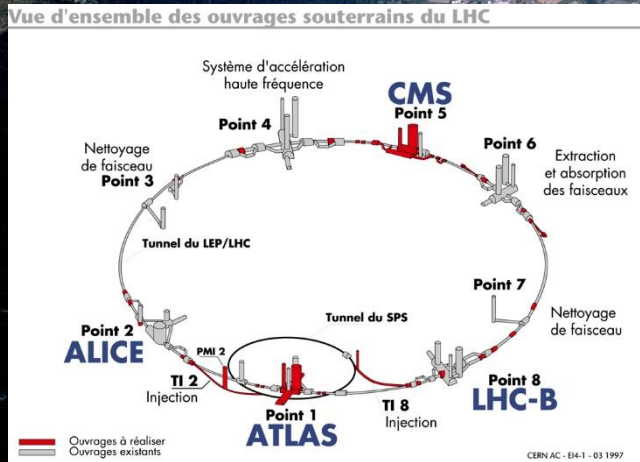 Vue d'ensemble des ouvrages souterrains du LHC
Système d'accélération
haute fréquence
Point 4
CMS
Point 5
Point 6
Extraction
et absorption
des faisceaux
Nettoyage
de faisceau
Point 3
Tunnel du LEP/LHC
Point 7
Nettoyage
de faisceau
Tunnel du SPS
Point 2
ALICE
PMI 2
TI 2
Injection
Point 1
ATLAS
TI 8
Injection
Point 8
LHC-B
Ouvrages à réaliser
Ouvrages existants
CERN AC - EI4-1 - 03 1997